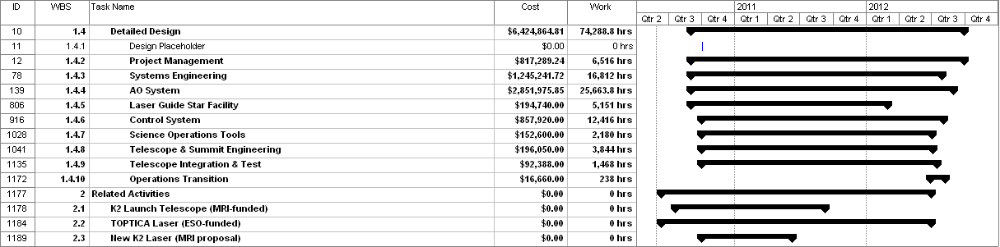 ID WBS Task Name Cost Work 2011 2012
Qtr 2 Qtr 3 Qtr 4 Qtr 1 Qtr 2 Qtr 3 Qtr 4 Qtr 1 Qtr 2 Qtr 3 Qtr 4
10 1.4 Detailed Design $6,424,864.81 74,288.8 hrs
11 1.4.1 Design Placeholder $0.00 0 hrs
12 1.4.2 Project Management $817,289.24 6,516 hrs
78 1.4.3 Systems Engineering $1,245,241.72 16,812 hrs
139 1.4.4 AO System $2,851,975.85 25,663.8 hrs
806 1.4.5 Laser Guide Star Facility $194,740.00 5,151 hrs
916 1.4.6 Control System $857,920.00 12,416 hrs
1028 1.4.7 Science Operations Tools $152,600.00 2,180 hrs
1041 1.4.8 Telescope & Summit Engineering $196,050.00 3,844 hrs
1135 1.4.9 Telescope Integration & Test $92,388.00 1,468 hrs
1172 1.4.10 Operations Transition $16,660.00 238 hrs
1177 2 Related Activities $0.00 0 hrs
1178 2.1 K2 Launch Telescope (MRI-funded) $0.00 0 hrs
1184 2.2 TOPTICA Laser (ESO-funded) $0.00 0 hrs
1189 2.3 New K2 Laser (MRI proposal) $0.00 0 hrs